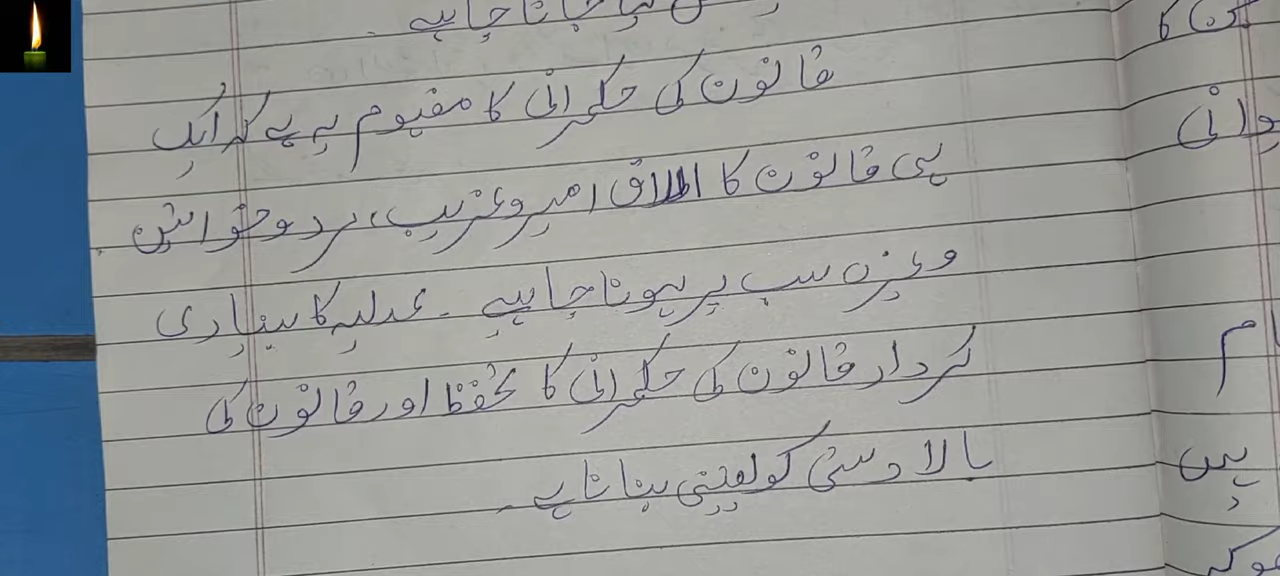 جانا چاہیے۔
قانون کی حکمرانی کا مفہوم یہ ہے کہ ایک
ہی قانون کا اطلاق امیر و غریب، مرد و خواتین
وغیرہ سب پر ہونا چاہیے۔ عدلیہ کا بنیادی
کردار قانون کی حکمرانی کا تحفظ اور قانون کی
بالادستی کو یقینی بنانا ہے۔